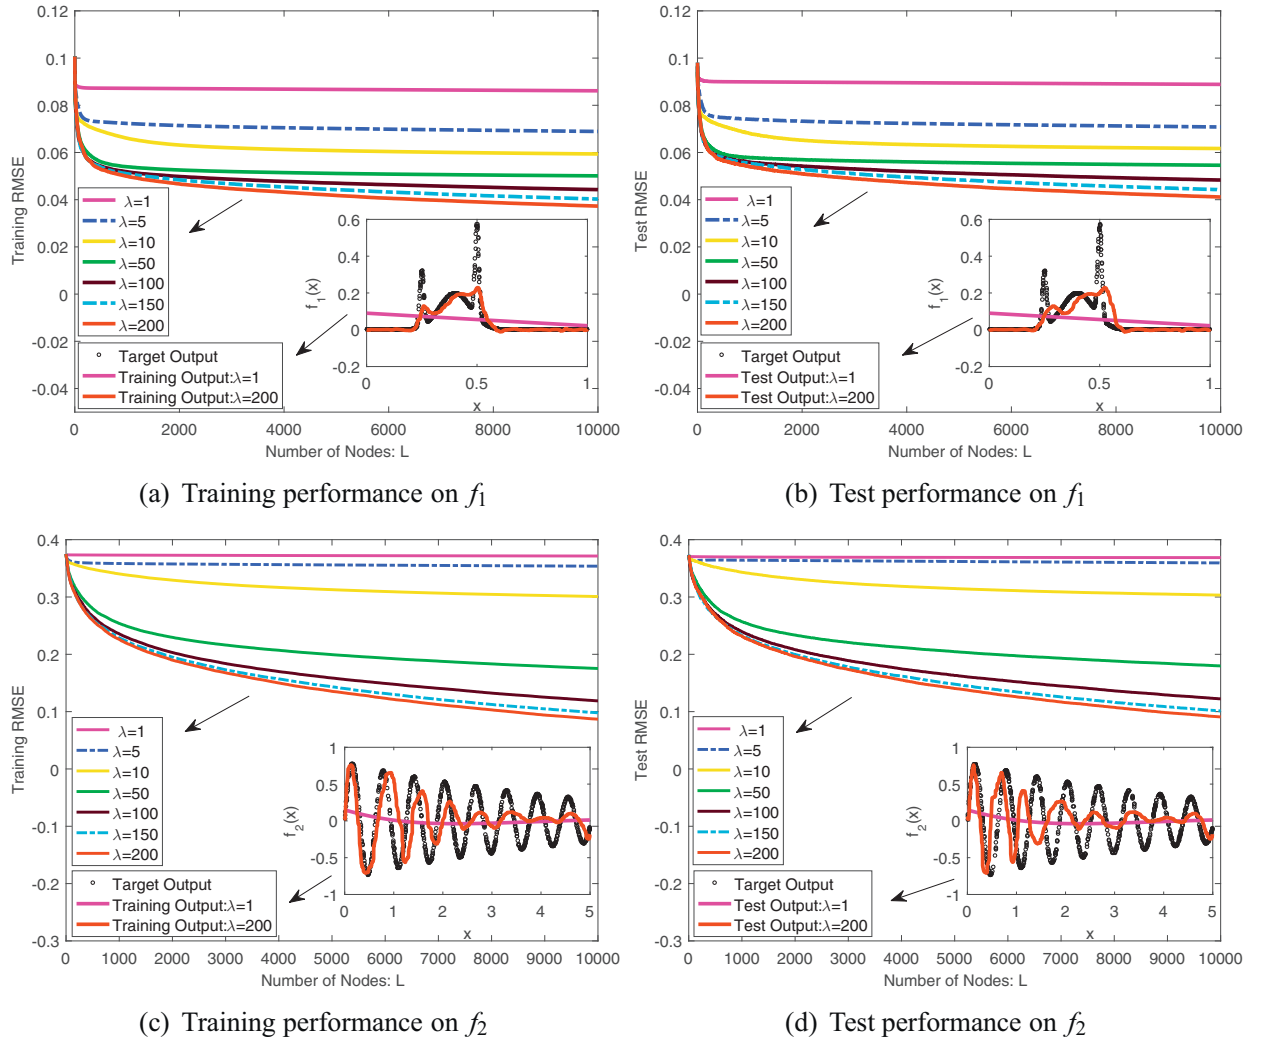 0.12
0.1
0.08
0.06
0.04
0.02
0
-0.02
-0.04
Training RMSE
λ=1
λ=5
λ=10
λ=50
λ=100
λ=150
λ=200
Target Output
Training Output:λ=1
Training Output:λ=200
0.6
0.4
0.2
0
-0.2
f1(x)
0 0.5 1
x
0 2000 4000 6000 8000 10000
Number of Nodes: L
(a) Training performance on f1
0.12
0.1
0.08
0.06
0.04
0.02
0
-0.02
-0.04
Test RMSE
λ=1
λ=5
λ=10
λ=50
λ=100
λ=150
λ=200
Target Output
Test Output:λ=1
Test Output:λ=200
0.6
0.4
0.2
0
-0.2
f1(x)
0 0.5 1
x
0 2000 4000 6000 8000 10000
Number of Nodes: L
(b) Test performance on f1
0.4
0.3
0.2
0.1
0
-0.1
-0.2
-0.3
Training RMSE
λ=1
λ=5
λ=10
λ=50
λ=100
λ=150
λ=200
Target Output
Training Output:λ=1
Training Output:λ=200
1
0.5
0
-0.5
-1
f2(x)
0 1 2 3 4 5
x
0 1000 2000 3000 4000 5000 6000 7000 8000 9000 10000
Number of Nodes: L
(c) Training performance on f2
0.4
0.3
0.2
0.1
0
-0.1
-0.2
-0.3
Test RMSE
λ=1
λ=5
λ=10
λ=50
λ=100
λ=150
λ=200
Target Output
Test Output:λ=1
Test Output:λ=200
1
0.5
0
-0.5
-1
f2(x)
0 1 2 3 4 5
x
0 1000 2000 3000 4000 5000 6000 7000 8000 9000 10000
Number of Nodes: L
(d) Test performance on f2